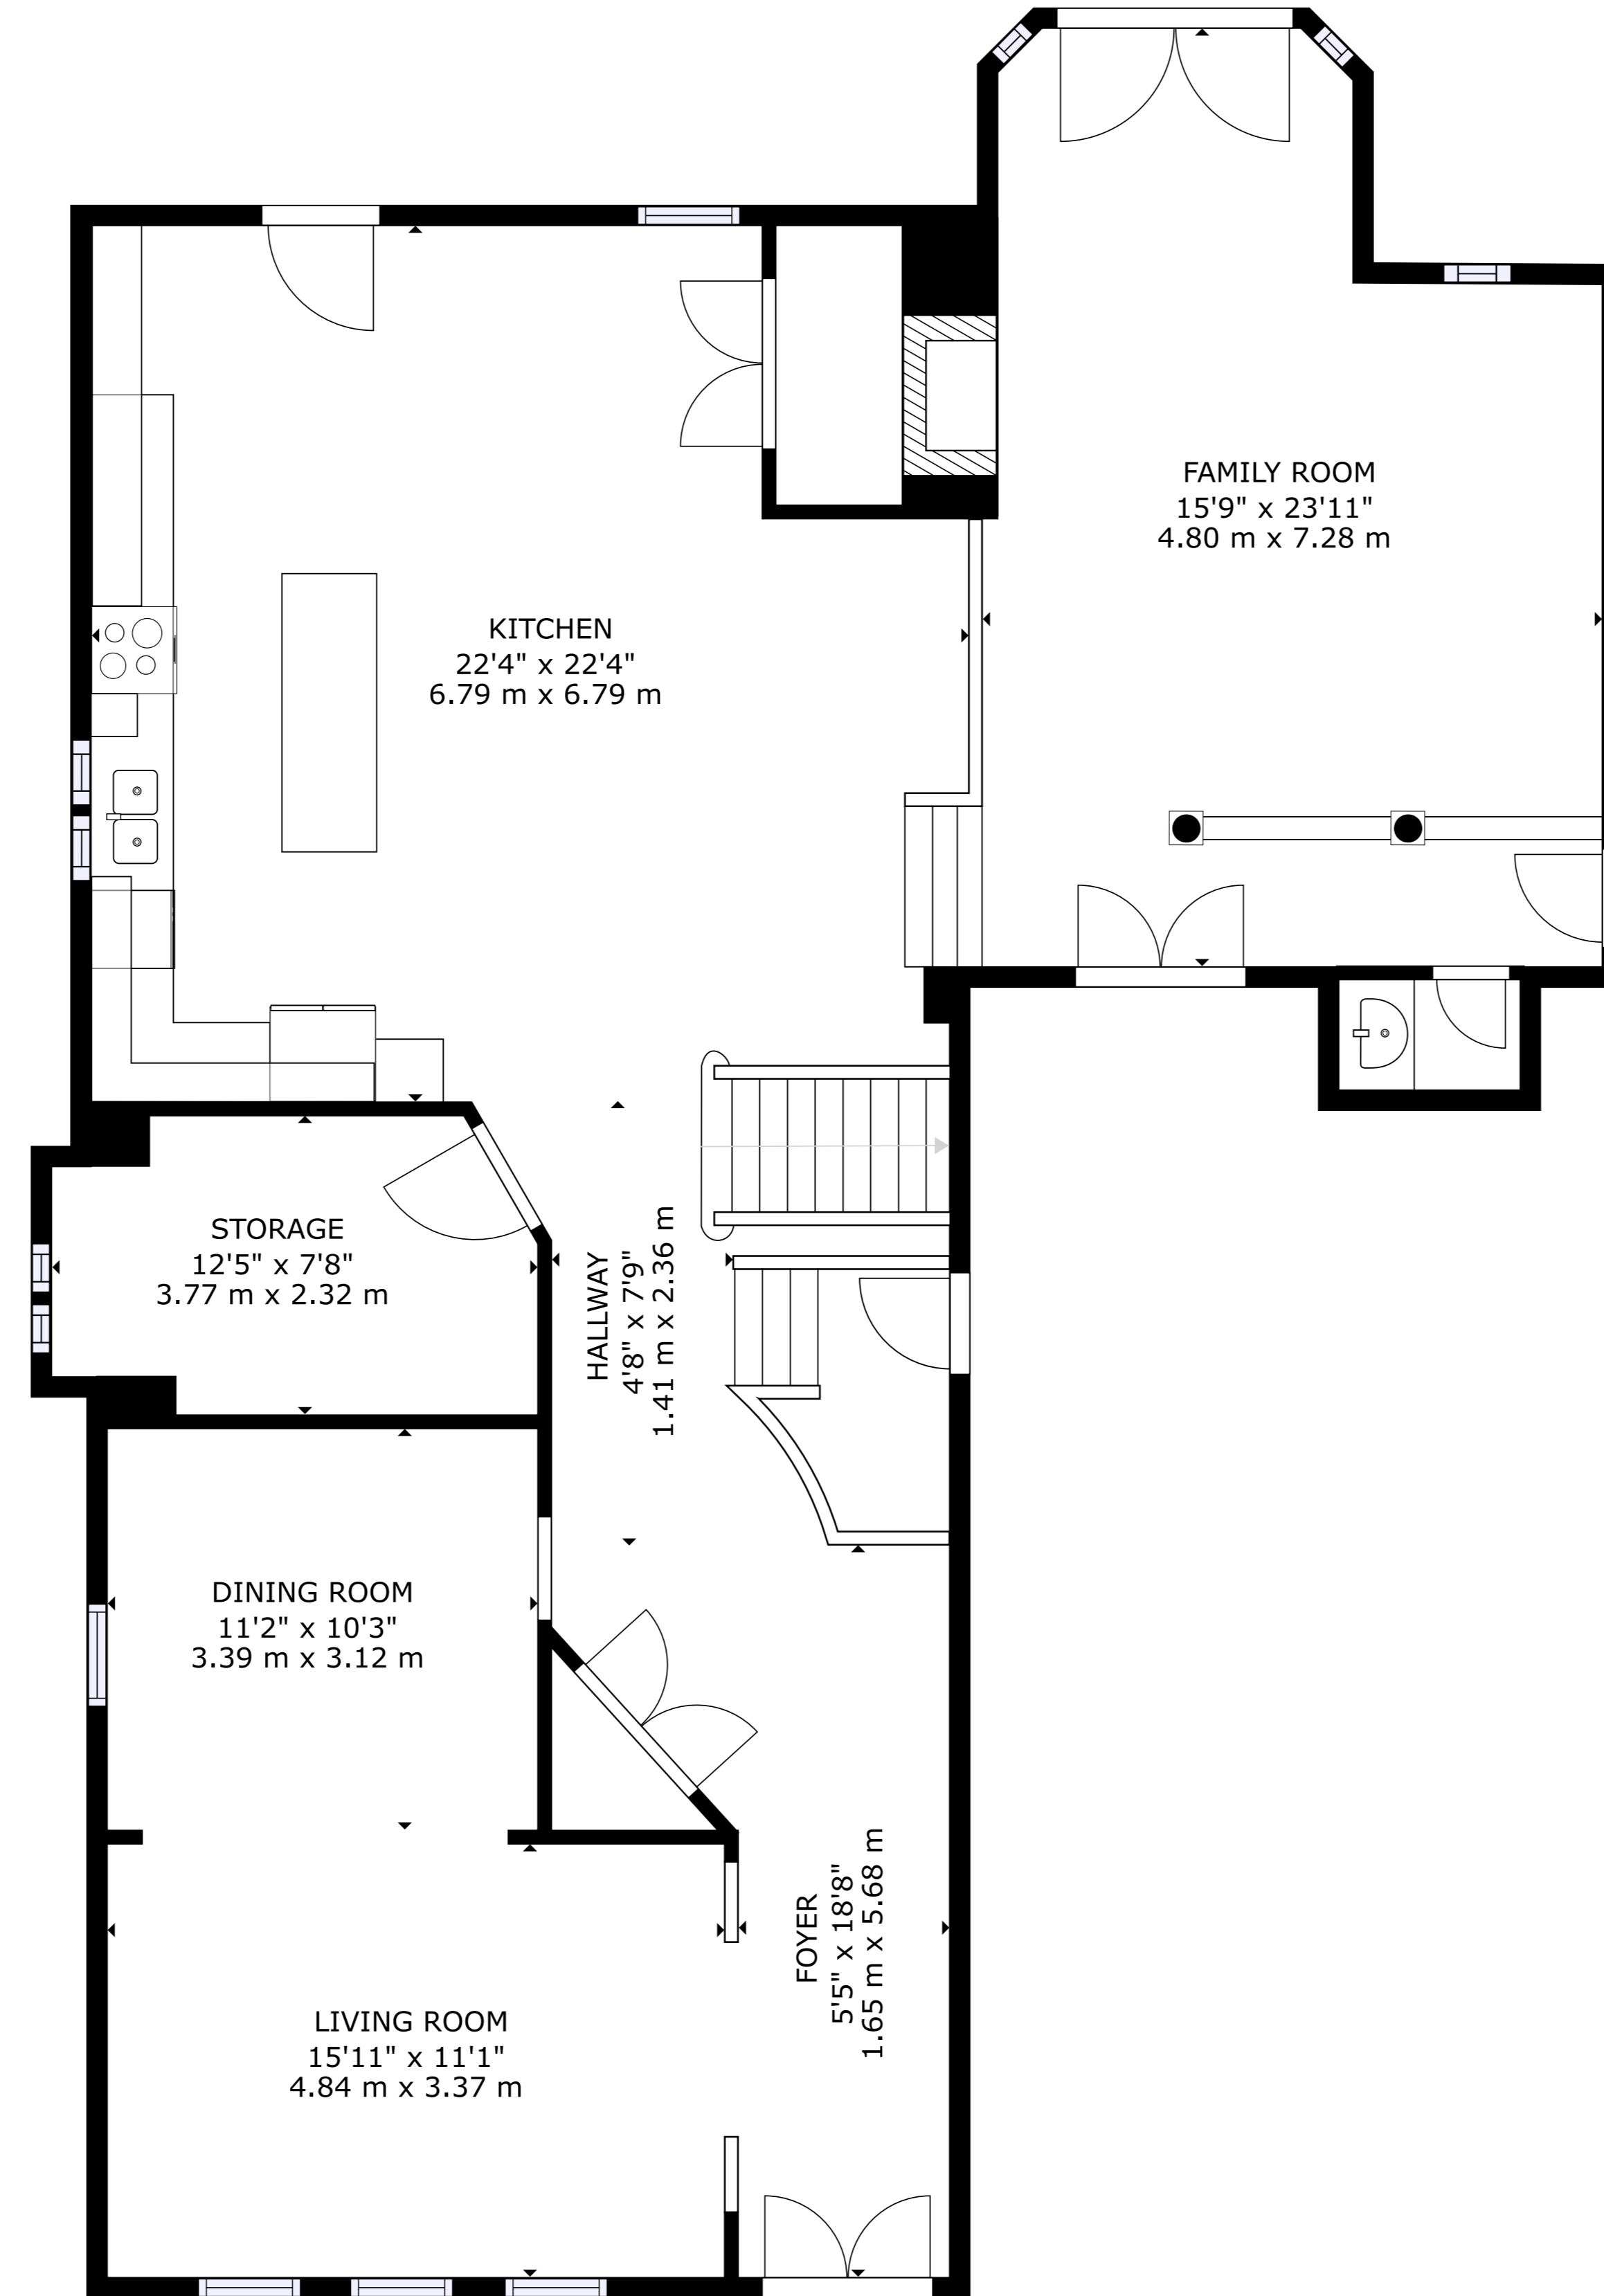 FAMILY ROOM
15'9" x 23'11"
4.80 m x 7.28 m
KITCHEN
22'4" x 22'4"
6.79 m x 6.79 m
STORAGE
12'5" x 7'8"
3.77 m x 2.32 m
HALLWAY
4'8" x 7'9"
1.41 m x 2.36 m
DINING ROOM
11'2" x 10'3"
3.39 m x 3.12 m
FOYER
5'5" x 18'8"
1.65 m x 5.68 m
LIVING ROOM
15'11" x 11'1"
4.84 m x 3.37 m